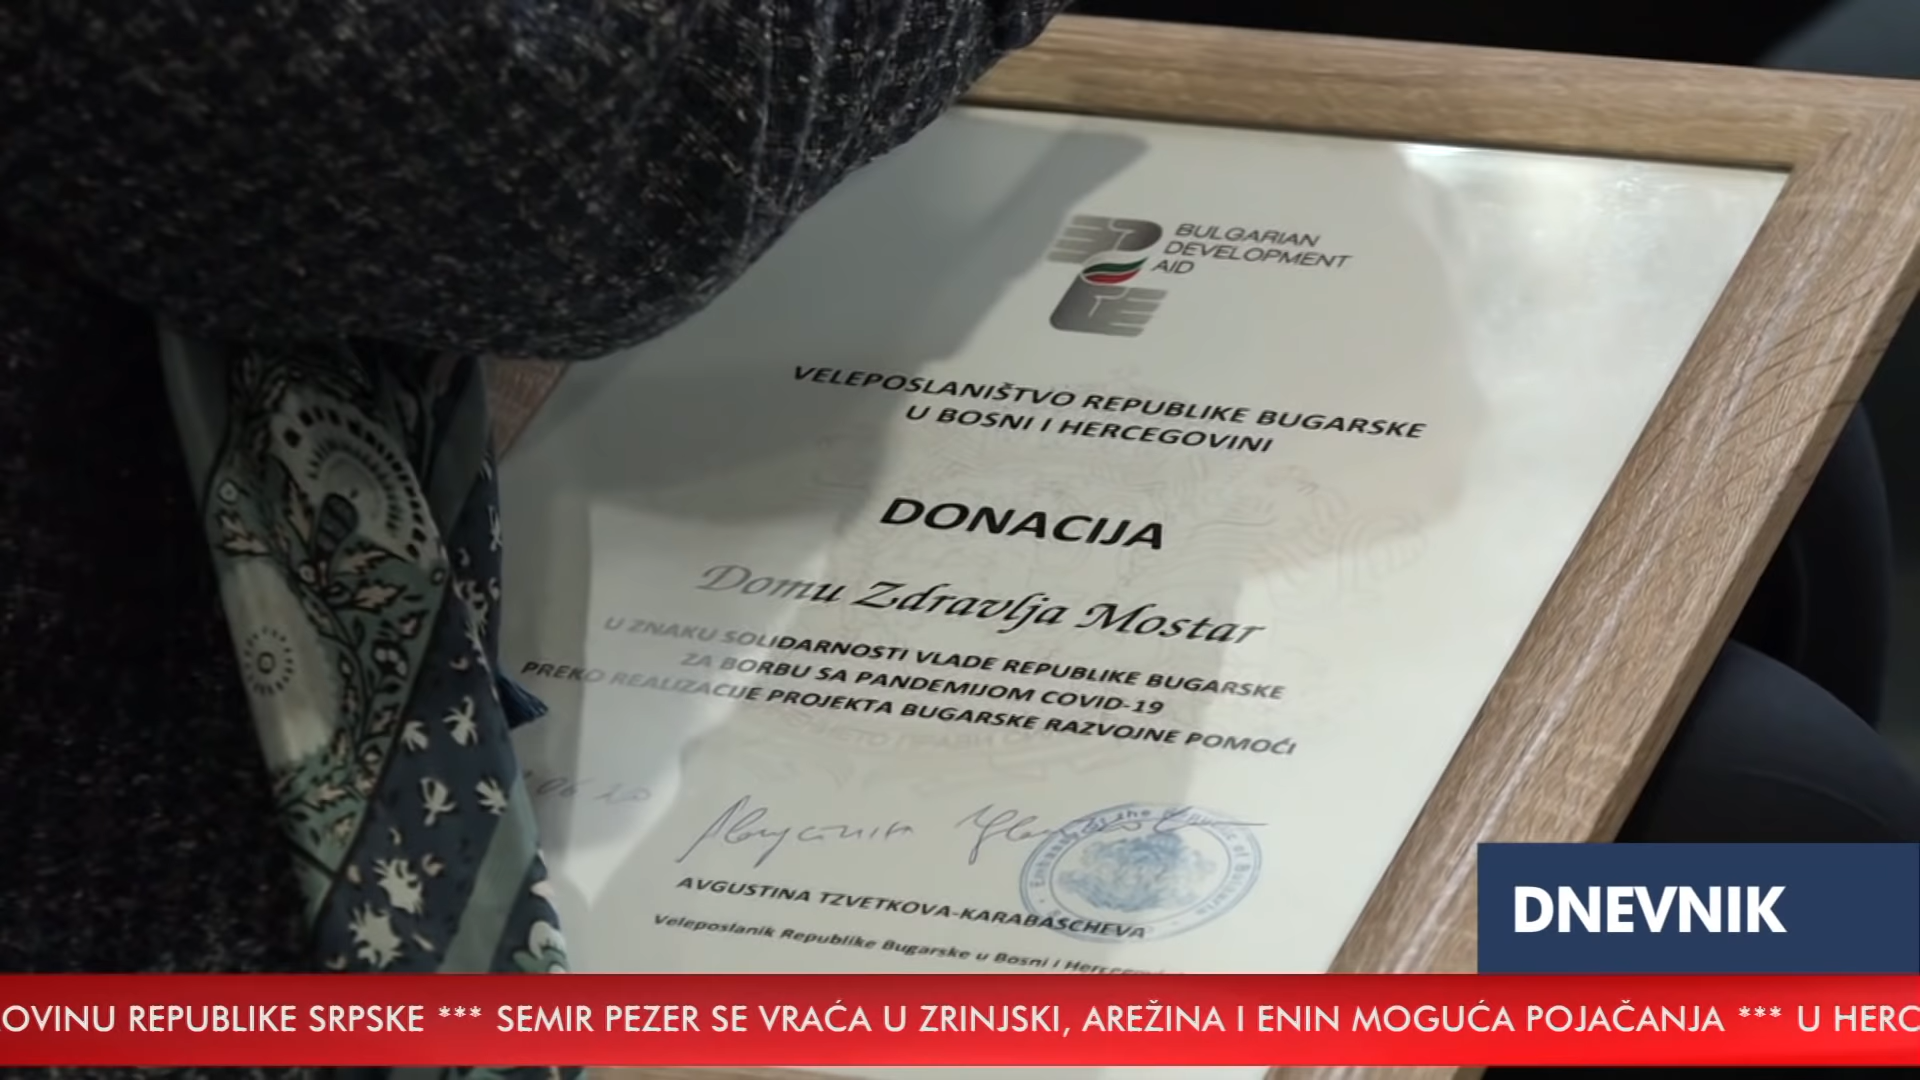 BULGARIAN
DEVELOPMENT
AID
VELEPOSLANIŠTVO REPUBLIKE BUGARSKE
U BOSNI I HERCEGOVINI
DONACIJA
Domu Zdravlja Mostar
U ZNAKU SOLIDARNOSTI VLADE REPUBLIKE BUGARSKE
ZA BORBU SA PANDEMIJOM COVID-19
PREKO REALIZACIJE PROJEKTA BUGARSKE RAZVOJNE POMOĆI
AVGUSTINA TZVETKOVA-KARABASCHEVA
Veleposlanik Republike Bugarske u Bosni i
DNEVNIK
OVINU REPUBLIKE SRPSKE *** SEMIR PEZER SE VRAĆA U ZRINJSKI, AREŽINA I ENIN MOGUĆA POJAČANJA *** U HERC